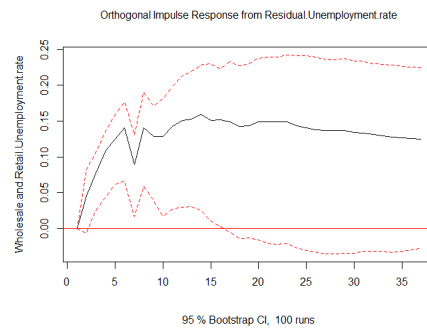 Orthogonal Impulse Response from Residual.Unemployment.rate
Wholesale.and.Retail.Unemployment.rate
0.25
0.20
0.15
0.10
0.05
0.00
0 5 10 15 20 25 30 35
95 % Bootstrap CI, 100 runs